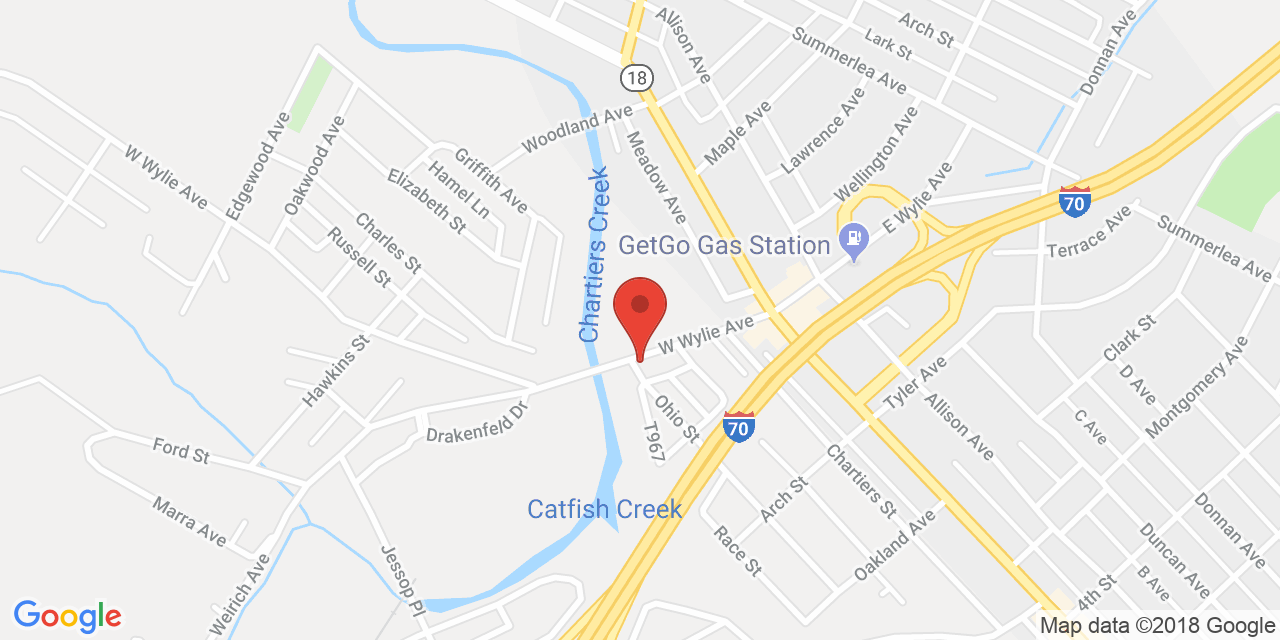 Allison Ave
Arch St
Lark St
Summerlea Ave
Donnan Ave
18
Woodland Ave
Maple Ave
Lawrence Ave
Wellington Ave
Meadow Ave
W Wylie Ave
Edgewood Ave
Oakwood Ave
Griffith Ave
Hamel Ln
Elizabeth St
Charles St
Russell St
Chartiers Creek
E Wylie Ave
70
Terrace Ave
Summerlea Ave
GetGo Gas Station
W Wylie Ave
Hawkins St
Drakenfeld Dr
Ohio St
T967
70
Tyler Ave
Allison Ave
Clark St
D Ave
C Ave
Montgomery Ave
Ford St
Marra Ave
Catfish Creek
Arch St
Chartiers St
Race St
Oakland Ave
Donnan Ave
Duncan Ave
B Ave
4th St
Jessop Pl
Weirich Ave
Google
Map data ©2018 Google